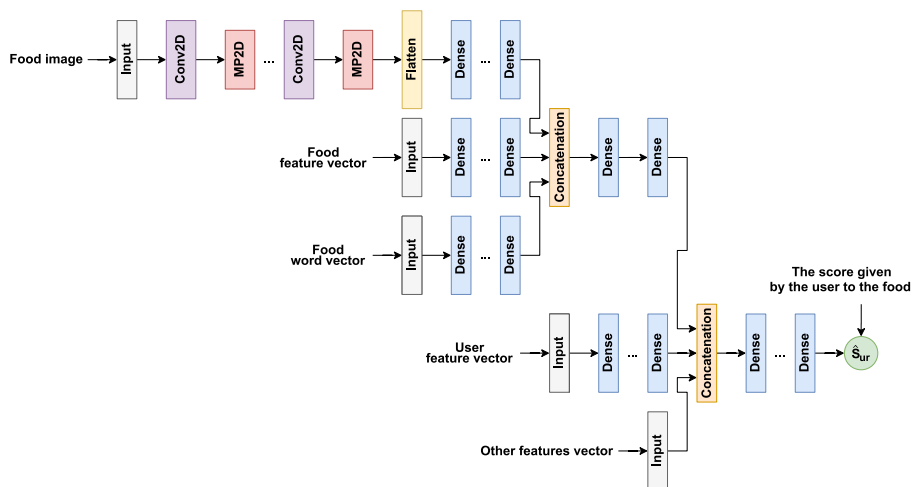 Food image
Input
Conv2D
MP2D
...
Conv2D
MP2D
Flatten
Dense
...
Dense
Food
feature vector
Input
Dense
...
Dense
Concatenation
Dense
Dense
Food
word vector
Input
Dense
...
Dense
The score given
by the user to the food
User
feature vector
Input
Dense
...
Dense
Concatenation
Dense
...
Dense
Ŝur
Other features vector
Input